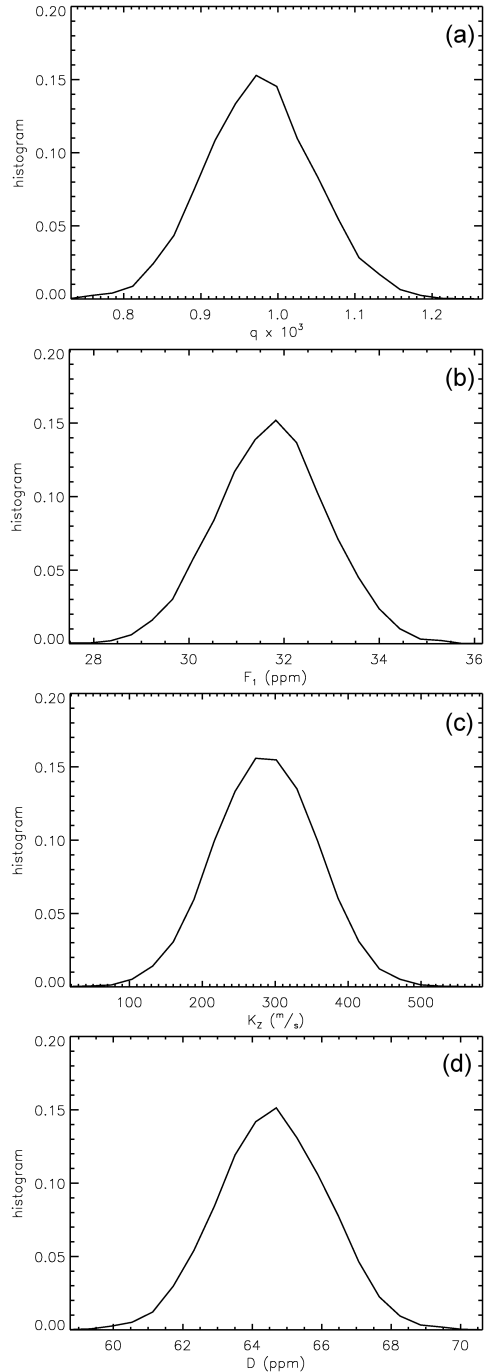 (a)
0.20
0.15
0.10
0.05
0.00
histogram
0.8 0.9 1.0 1.1 1.2
q x 10³
(b)
0.20
0.15
0.10
0.05
0.00
histogram
28 30 32 34 36
F₁ (ppm)
(c)
0.20
0.15
0.10
0.05
0.00
histogram
100 200 300 400 500
K_Z (m/s)
(d)
0.20
0.15
0.10
0.05
0.00
histogram
60 62 64 66 68 70
D (ppm)